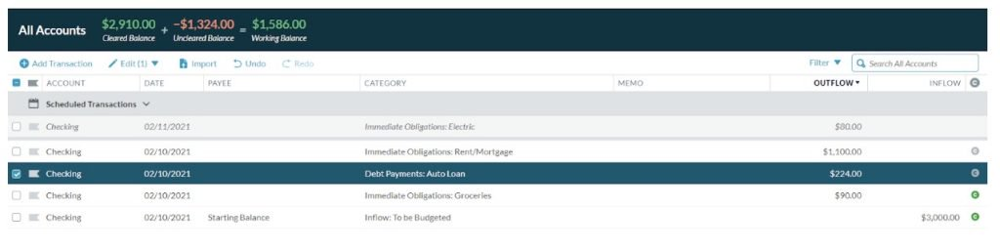 All Accounts $2,910.00 + −$1,324.00 = $1,586.00
Cleared Balance Uncleared Balance Working Balance
Add Transaction Edit (1) Import Undo Redo Filter Search All Accounts
ACCOUNT DATE PAYEE CATEGORY MEMO OUTFLOW INFLOW C
Scheduled Transactions
Checking 02/11/2021 Immediate Obligations: Electric $80.00
Checking 02/10/2021 Immediate Obligations: Rent/Mortgage $1,100.00 C
Checking 02/10/2021 Debt Payments: Auto Loan $224.00 C
Checking 02/10/2021 Immediate Obligations: Groceries $90.00 C
Checking 02/10/2021 Starting Balance Inflow: To be Budgeted $3,000.00 C